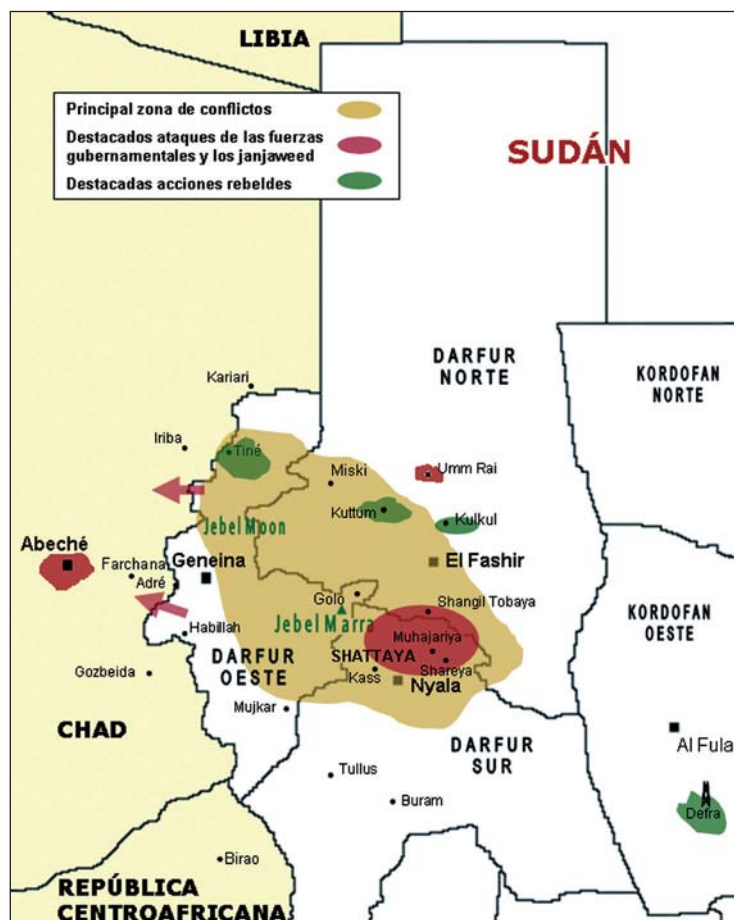 LIBIA
Principal zona de conflictos
Destacados ataques de las fuerzas
gubernamentales y los janjaweed
Destacadas acciones rebeldes
SUDÁN
DARFUR
NORTE
KORDOFAN
NORTE
Kariari
Iriba
Tiné
Miski
Umm Rai
Kuttum
Kulkul
Jebel Moon
Abeché
Farchana
Adré
Geneina
El Fashir
Golo
Shangil Tobaya
KORDOFAN
OESTE
Jebel Marra
Habillah
Muhajariya
SHATTAYA
Shareya
Kass
Gozbeida
DARFUR
OESTE
Nyala
Mujkar
CHAD
DARFUR
SUR
Al Fula
Tullus
Buram
Defra
Birao
REPÚBLICA
CENTROAFRICANA